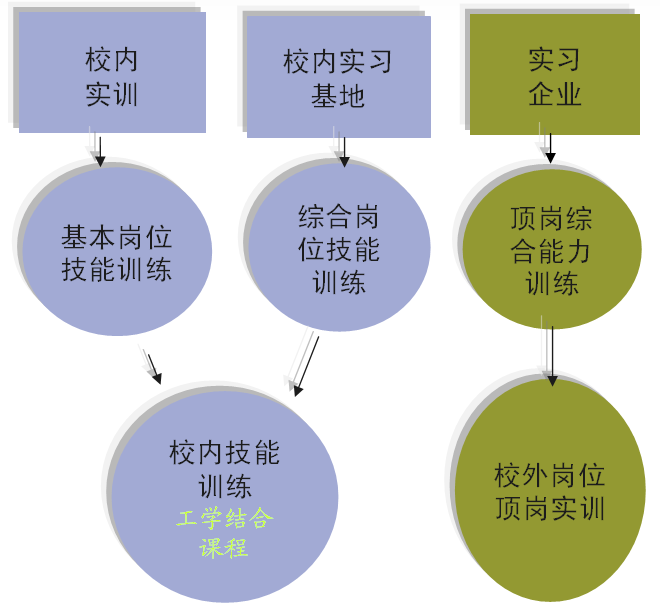 校内
实训
校内实习
基地
实习
企业
基本岗位
技能训练
综合岗
位技能
训练
顶岗综
合能力
训练
校内技能
训练
工学结合
课程
校外岗位
顶岗实训